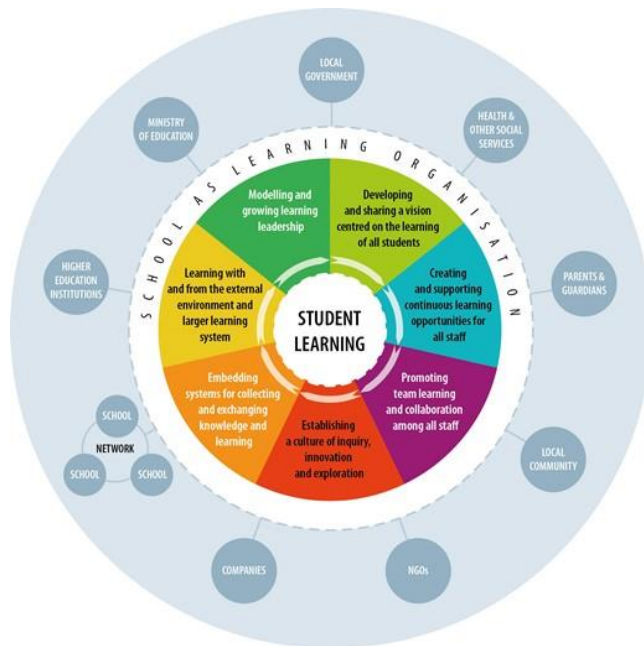 LOCAL
GOVERNMENT
MINISTRY
OF EDUCATION
HEALTH &
OTHER SOCIAL
SERVICES
SCHOOL AS LEARNING ORGANISATION
Modelling and
growing learning
leadership
Developing
and sharing a vision
centred on the learning
of all students
HIGHER
EDUCATION
INSTITUTIONS
Learning with
and from the external
environment and
larger learning
system
STUDENT
LEARNING
Creating
and supporting
continuous learning
opportunities for
all staff
PARENTS &
GUARDIANS
Embedding
systems for collecting
and exchanging
knowledge and
learning
Establishing
a culture of inquiry,
innovation
and exploration
Promoting
team learning
and collaboration
among all staff
SCHOOL
NETWORK
SCHOOL
SCHOOL
LOCAL
COMMUNITY
COMPANIES
NGOs